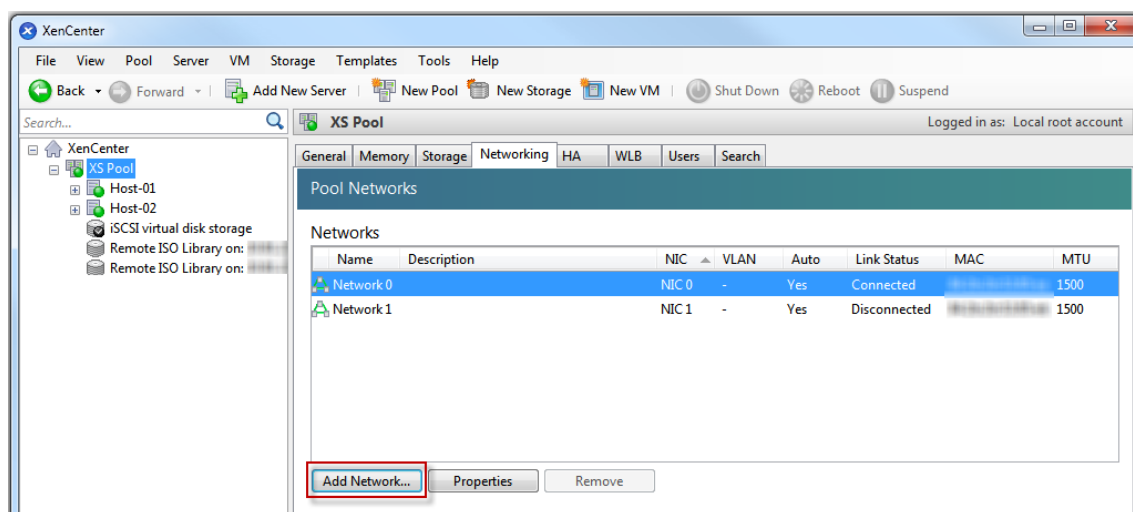 XenCenter
File View Pool Server VM Storage Templates Tools Help
Back Forward Add New Server New Pool New Storage New VM Shut Down Reboot Suspend
Search...
XS Pool Logged in as: Local root account
XenCenter
XS Pool
Host-01
Host-02
iSCSI virtual disk storage
Remote ISO Library on:
Remote ISO Library on:
General Memory Storage Networking HA WLB Users Search
Pool Networks
Networks
Name Description NIC VLAN Auto Link Status MAC MTU
Network 0 NIC 0 - Yes Connected 1500
Network 1 NIC 1 - Yes Disconnected 1500
Add Network... Properties Remove